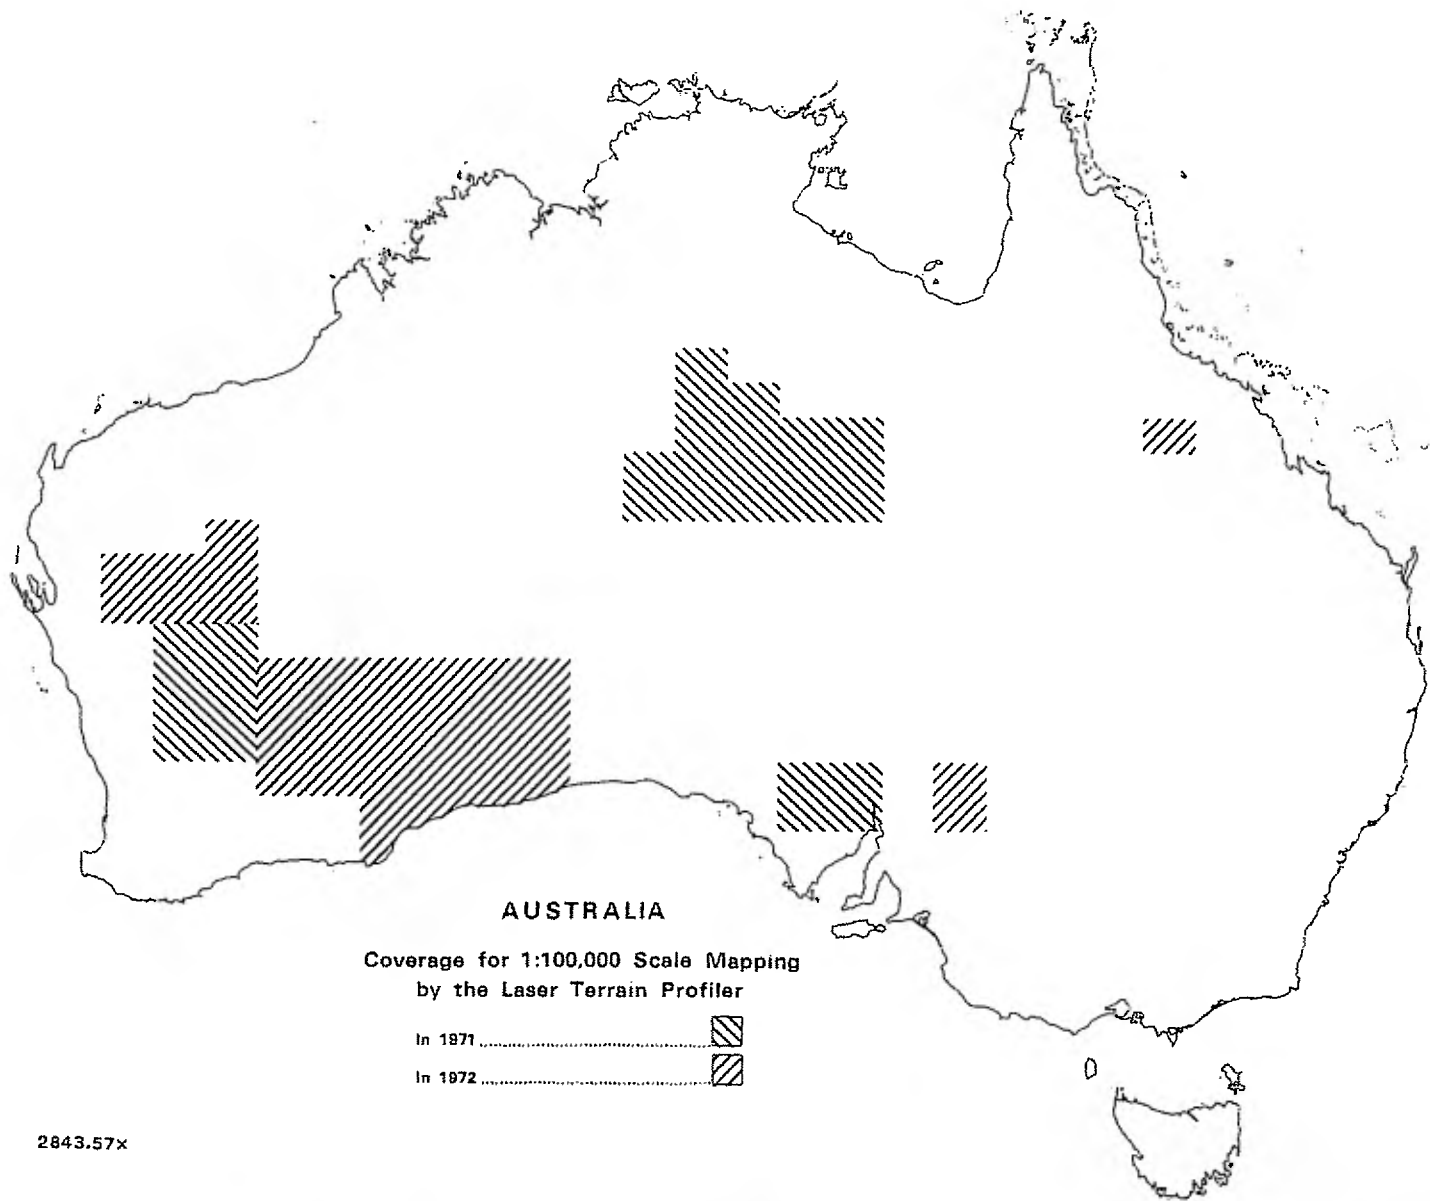 AUSTRALIA
Coverage for 1:100,000 Scale Mapping
by the Laser Terrain Profiler
In 1971
In 1972
2843.57x